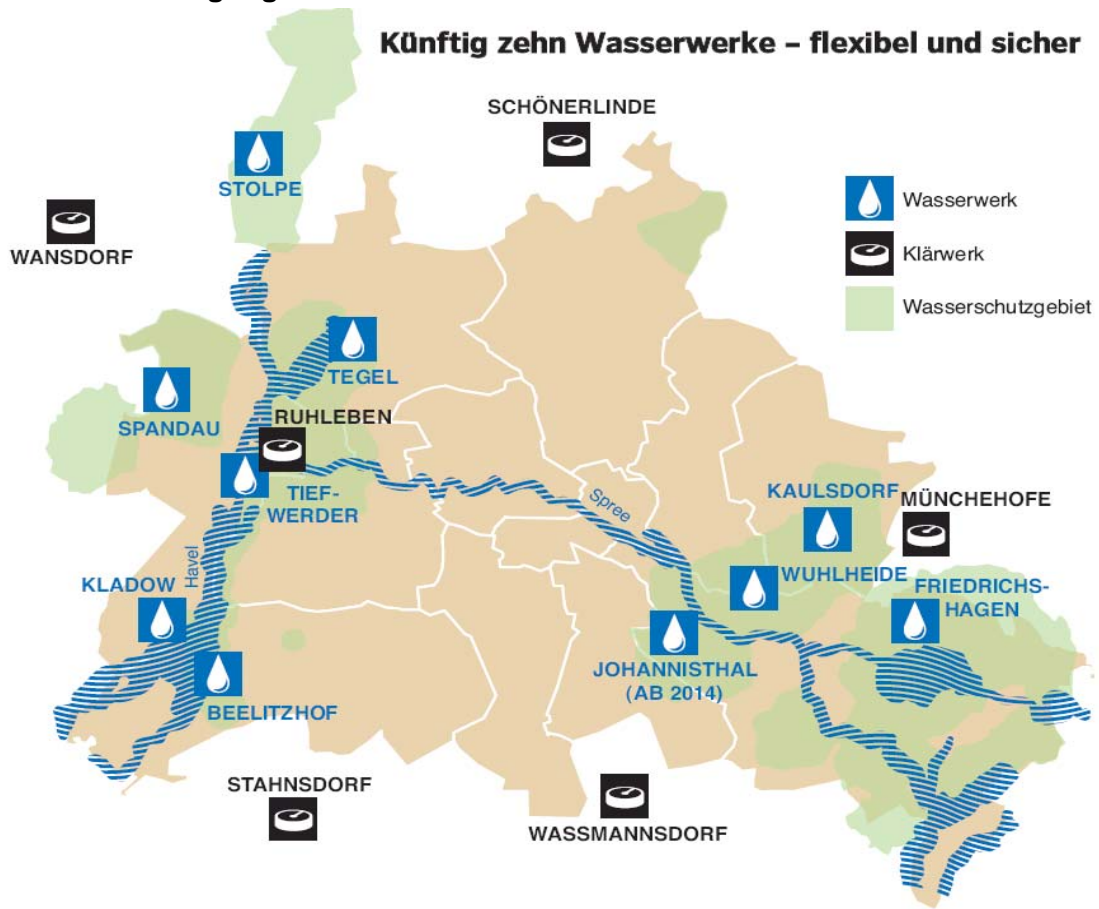 Künftig zehn Wasserwerke – flexibel und sicher
SCHÖNERLINDE
STOLPE
Wasserwerk
WANSDORF
Klärwerk
Wasserschutzgebiet
TEGEL
SPANDAU
RUHLEBEN
TIEF-
WERDER
Spree
KAULSDORF
MÜNCHEHOFE
Havel
KLADOW
WUHLHEIDE
FRIEDRICHS-
HAGEN
JOHANNISTHAL
(AB 2014)
BEELITZHOF
STAHNSDORF
WASSMANNSDORF